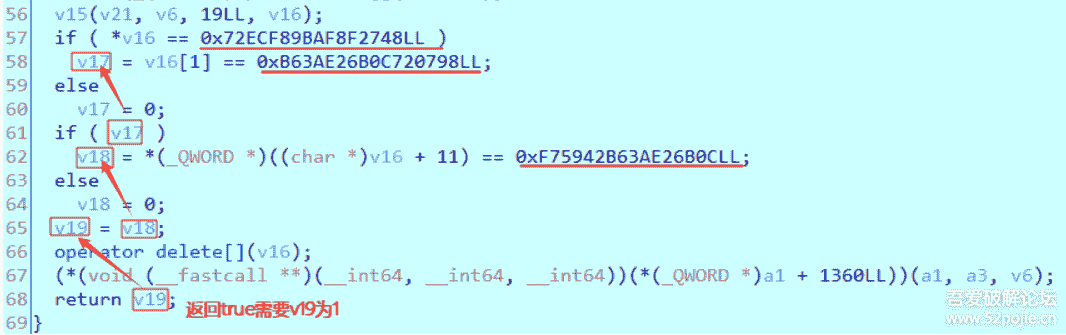 56 v15(v21, v6, 19LL, v16);
57 if ( *v16 == 0x72ECF89BAF8F2748LL )
58 v17 = v16[1] == 0xB63AE26B0C720798LL;
59 else
60 v17 = 0;
61 if ( v17 )
62 v18 = *(_QWORD *)((char *)v16 + 11) == 0xF75942B63AE26B0CLL;
63 else
64 v18 = 0;
65 v19 = v18;
66 operator delete[](v16);
67 (*(void (__fastcall **)(__int64, __int64, __int64))(*(_QWORD *)a1 + 1360LL))(a1, a3, v6);
68 return v19; 返回true需要v19为1
69 }
吾爱破解论坛
www.52pojie.cn